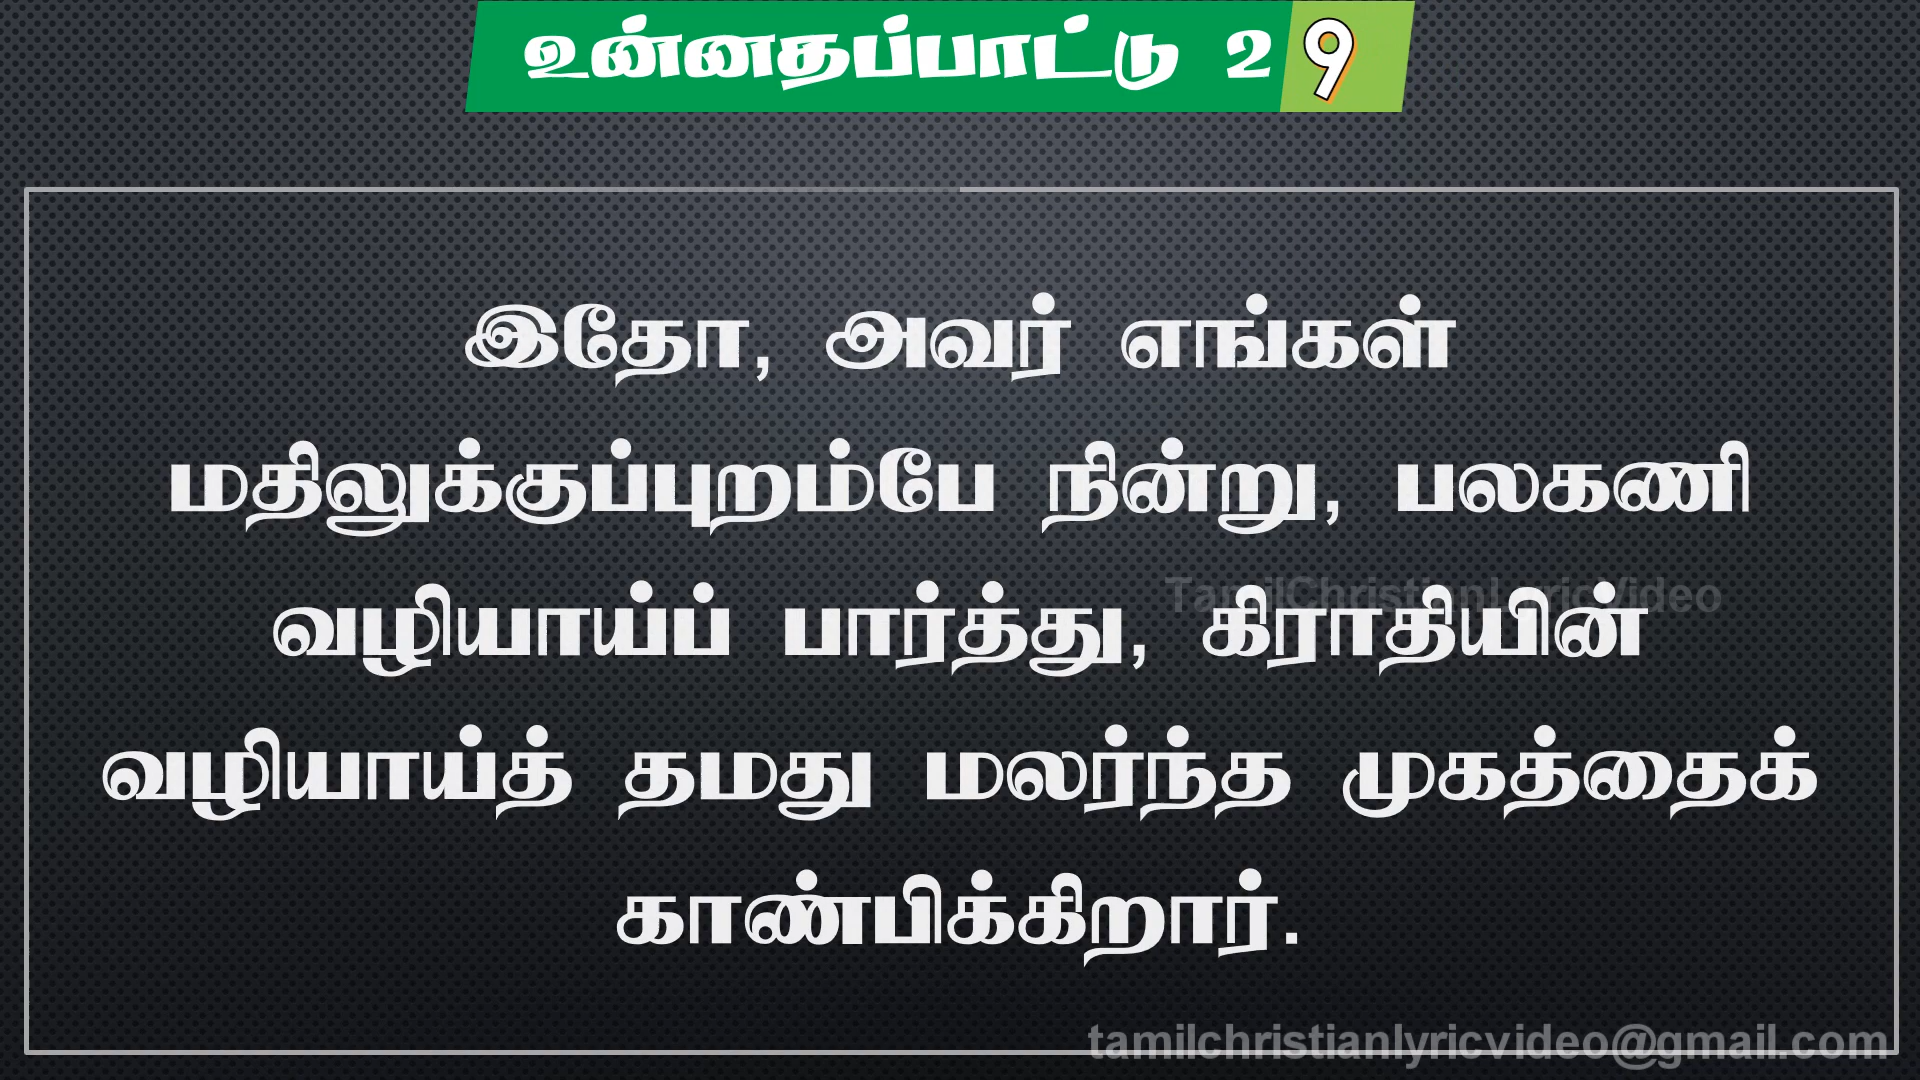 உன்னதப்பாட்டு 2 9
இதோ, அவர் எங்கள்
மதிலுக்குப்புறம்பே நின்று, பலகணி
வழியாய்ப் பார்த்து, கிராதியின்
TamilChristianLyricVideo
வழியாய்த் தமது மலர்ந்த முகத்தைக்
காண்பிக்கிறார்.
tamilchristianlyricvideo@gmail.com